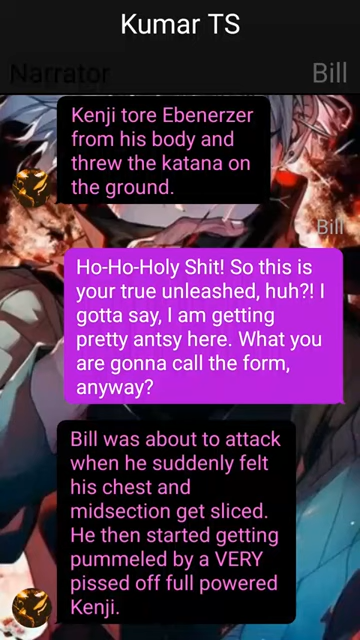 Kumar TS
Narrator
Bill
Kenji tore Ebenerzer
from his body and
threw the katana on
the ground.
Bill
Ho-Ho-Holy Shit! So this is
your true unleashed, huh?! I
gotta say, I am getting
pretty antsy here. What you
are gonna call the form,
anyway?
Bill was about to attack
when he suddenly felt
his chest and
midsection get sliced.
He then started getting
pummeled by a VERY
pissed off full powered
Kenji.